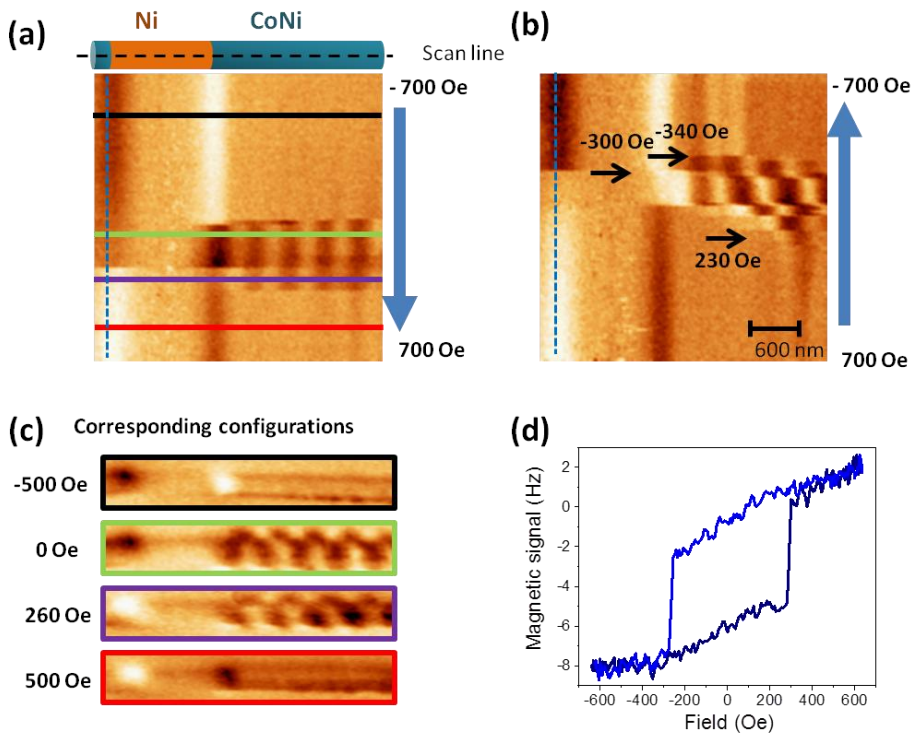 (a)
Ni
CoNi
Scan line
- 700 Oe
700 Oe
(b)
- 700 Oe
-300 Oe
-340 Oe
230 Oe
600 nm
700 Oe
(c)
Corresponding configurations
-500 Oe
0 Oe
260 Oe
500 Oe
(d)
Magnetic signal (Hz)
2
0
-2
-4
-6
-8
-600 -400 -200 0 200 400 600
Field (Oe)